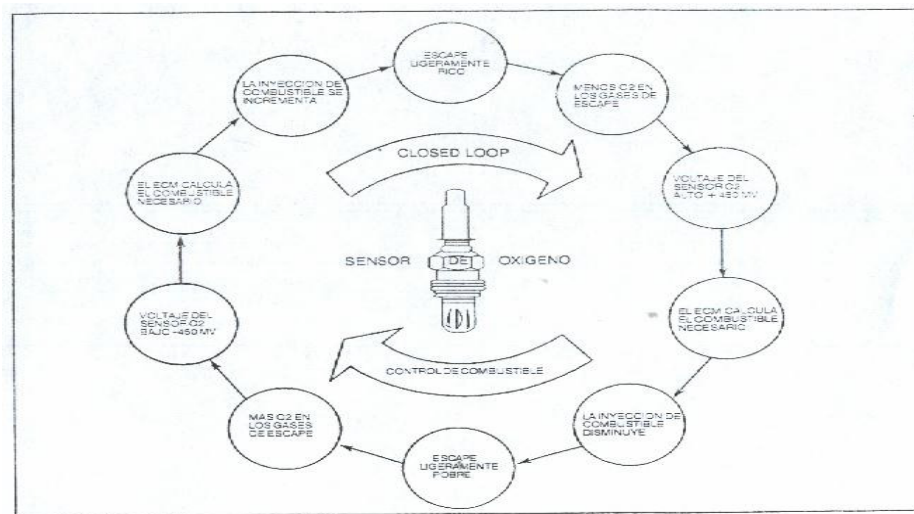 ESCAPE
LIGERAMENTE
RICO
MENOS O2 EN
LOS GASES DE
ESCAPE
VOLTAJE DEL
SENSOR O2
ALTO + 450 MV
EL ECM CALCULA
EL COMBUSTIBLE
NECESARIO
LA INYECCION DE
COMBUSTIBLE
DISMINUYE
ESCAPE
LIGERAMENTE
POBRE
MAS O2 EN
LOS GASES
DE ESCAPE
VOLTAJE DEL
SENSOR O2
BAJO -450 MV
EL ECM CALCULA
EL COMBUSTIBLE
NECESARIO
LA INYECCION DE
COMBUSTIBLE SE
INCREMENTA
CLOSED LOOP
SENSOR DE OXIGENO
CONTROL DE COMBUSTIBLE